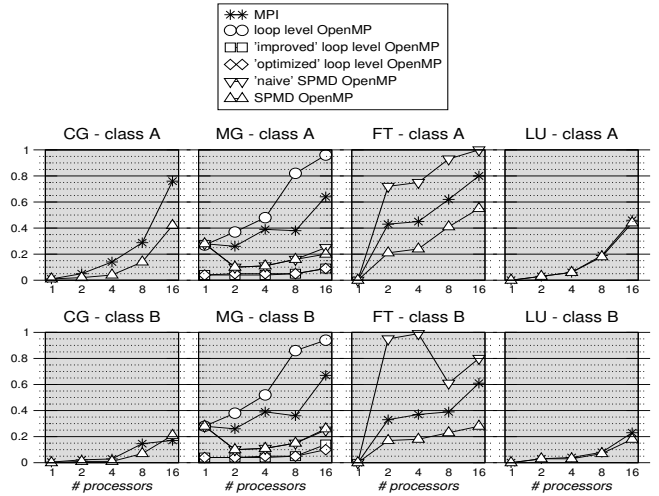 MPI
loop level OpenMP
'improved' loop level OpenMP
'optimized' loop level OpenMP
'naive' SPMD OpenMP
SPMD OpenMP
CG - class A MG - class A FT - class A LU - class A
1
0.8
0.6
0.4
0.2
0
1 2 4 8 16 1 2 4 8 16 1 2 4 8 16 1 2 4 8 16
CG - class B MG - class B FT - class B LU - class B
1
0.8
0.6
0.4
0.2
0
1 2 4 8 16 1 2 4 8 16 1 2 4 8 16 1 2 4 8 16
# processors # processors # processors # processors